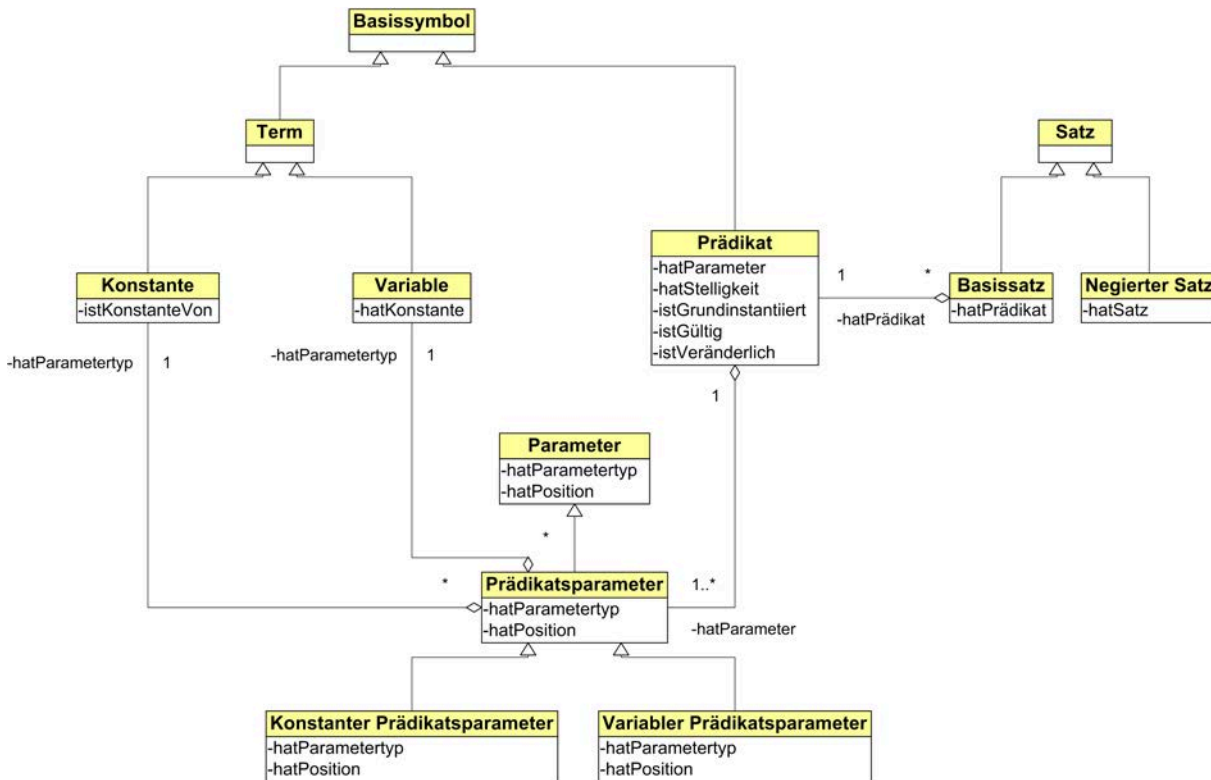 Basissymbol
Term
Satz
Prädikat
-hatParameter
-hatStelligkeit
-istGrundinstantiiert
-istGültig
-istVeränderlich
Konstante
-istKonstanteVon
Variable
-hatKonstante
1
*
-hatPrädikat
Basissatz
-hatPrädikat
Negierter Satz
-hatSatz
-hatParametertyp
1
-hatParametertyp
1
1
Parameter
-hatParametertyp
-hatPosition
*
*
Prädikatsparameter
-hatParametertyp
-hatPosition
1..*
-hatParameter
Konstanter Prädikatsparameter
-hatParametertyp
-hatPosition
Variabler Prädikatsparameter
-hatParametertyp
-hatPosition